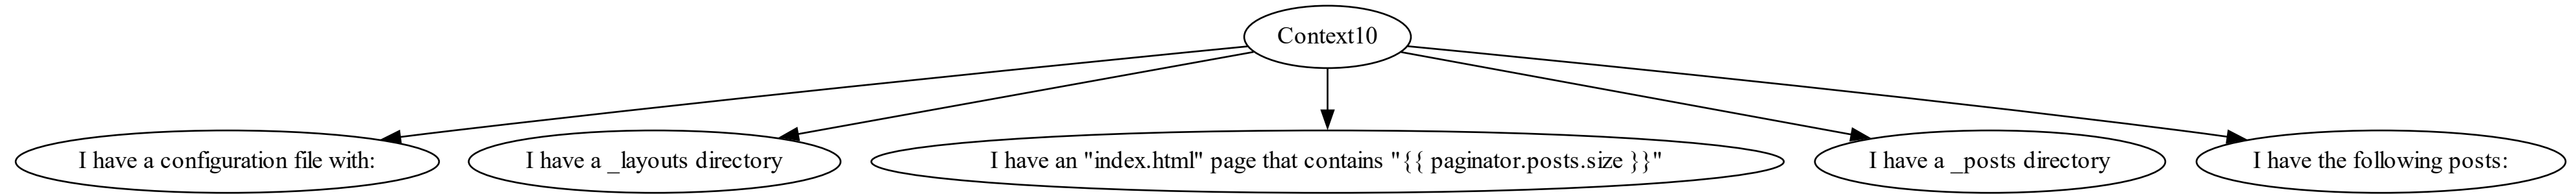 Context10
I have a configuration file with:
I have a _layouts directory
I have an "index.html" page that contains "{{ paginator.posts.size }}"
I have a _posts directory
I have the following posts: